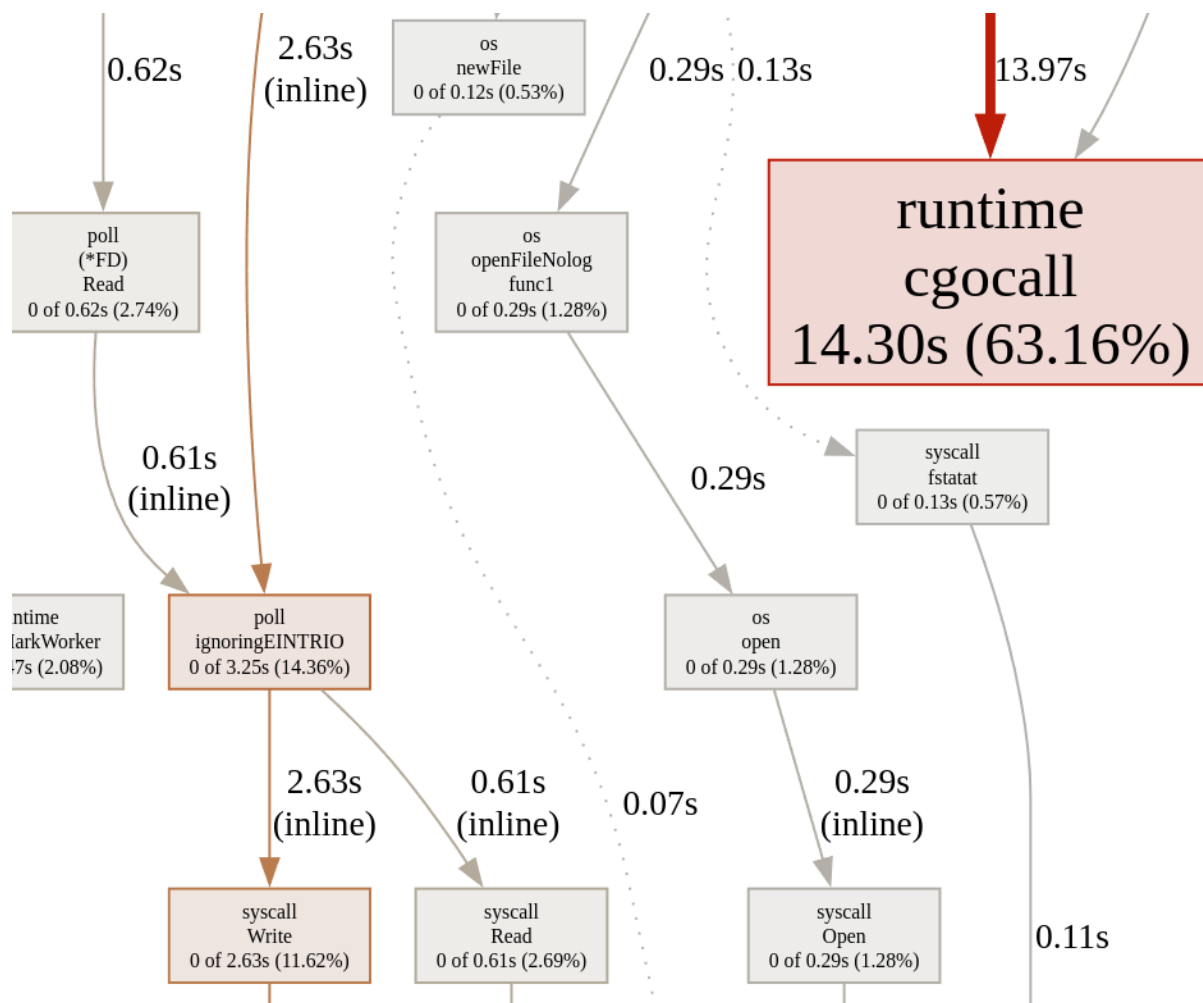 0.62s
2.63s
(inline)
os
newFile
0 of 0.12s (0.53%)
0.29s
0.13s
13.97s
poll
(*FD)
Read
0 of 0.62s (2.74%)
os
openFileNolog
func1
0 of 0.29s (1.28%)
runtime
cgocall
14.30s (63.16%)
0.61s
(inline)
0.29s
syscall
fstatat
0 of 0.13s (0.57%)
ntime
arkWorker
7s (2.08%)
poll
ignoringEINTRIO
0 of 3.25s (14.36%)
os
open
0 of 0.29s (1.28%)
2.63s
(inline)
0.61s
(inline)
0.07s
0.29s
(inline)
syscall
Write
0 of 2.63s (11.62%)
syscall
Read
0 of 0.61s (2.69%)
syscall
Open
0 of 0.29s (1.28%)
0.11s